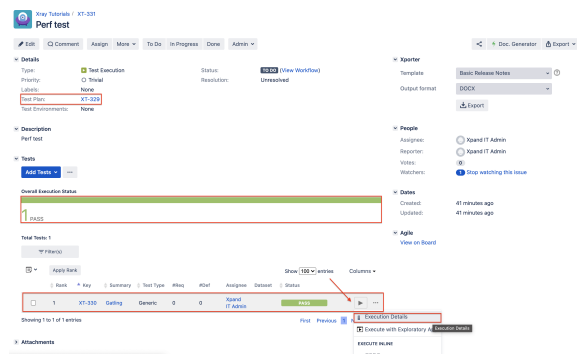 Xray Tutorials / XT-331
Perf test
Edit Comment Assign More To Do In Progress Done Admin Doc. Generator Export
Details
Type: Test Execution Status: TO DO (View Workflow)
Priority: Trivial Resolution: Unresolved
Labels: None
Test Plan: XT-329
Test Environments: None
Description
Perf test
Tests
Add Tests ...
Overall Execution Status
1 PASS
Total Tests: 1
Filter(s)
Apply Rank Show 100 entries Columns
Rank Key Summary Test Type #Req #Def Assignee Dataset Status
1 XT-330 Gatling Generic 0 0 Xpand IT Admin PASS ...
Showing 1 to 1 of 1 entries First Previous 1
Execution Details
Execute with Exploratory Execution Details
EXECUTE INLINE
Attachments
Xporter
Template Basic Release Notes
Output format DOCX
Export
People
Assignee: Xpand IT Admin
Reporter: Xpand IT Admin
Votes: 0
Watchers: 1 Stop watching this issue
Dates
Created: 41 minutes ago
Updated: 41 minutes ago
Agile
View on Board